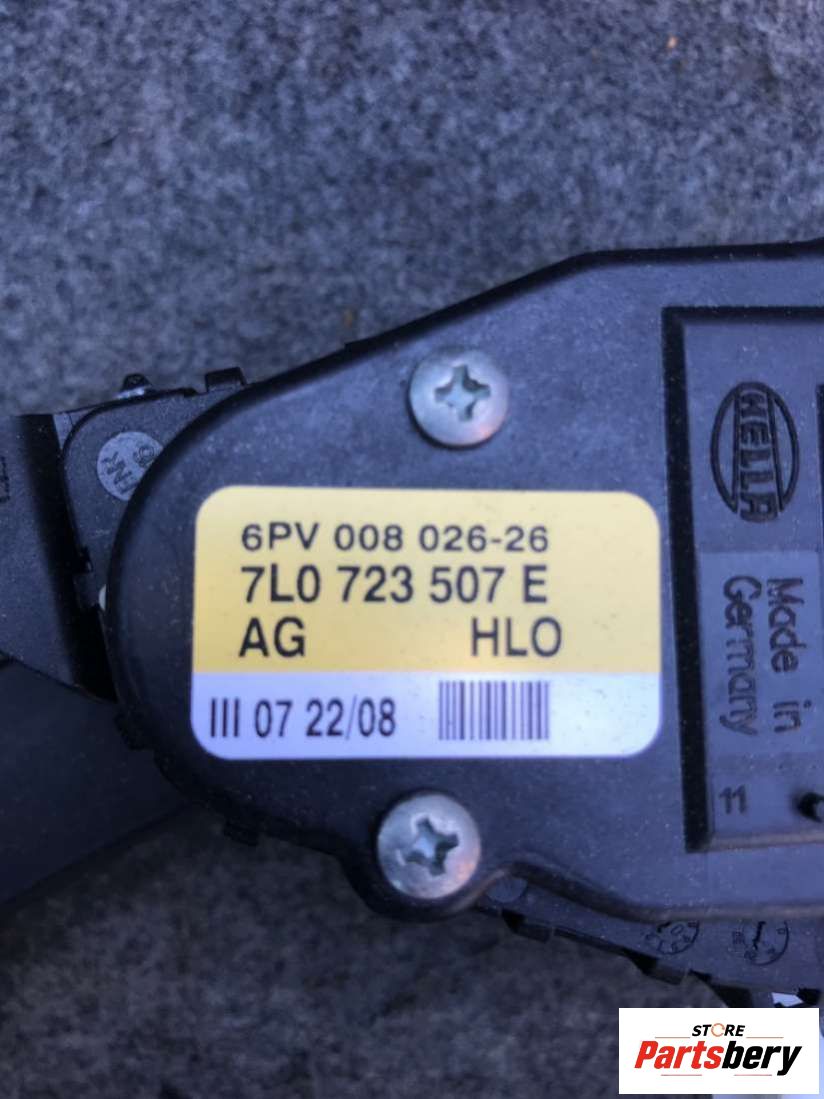 6PV 008 026-26
7L0 723 507 E
AG HLO
III 07 22/08
HELLA
Made in
Germany
11
STORE
Partsbery